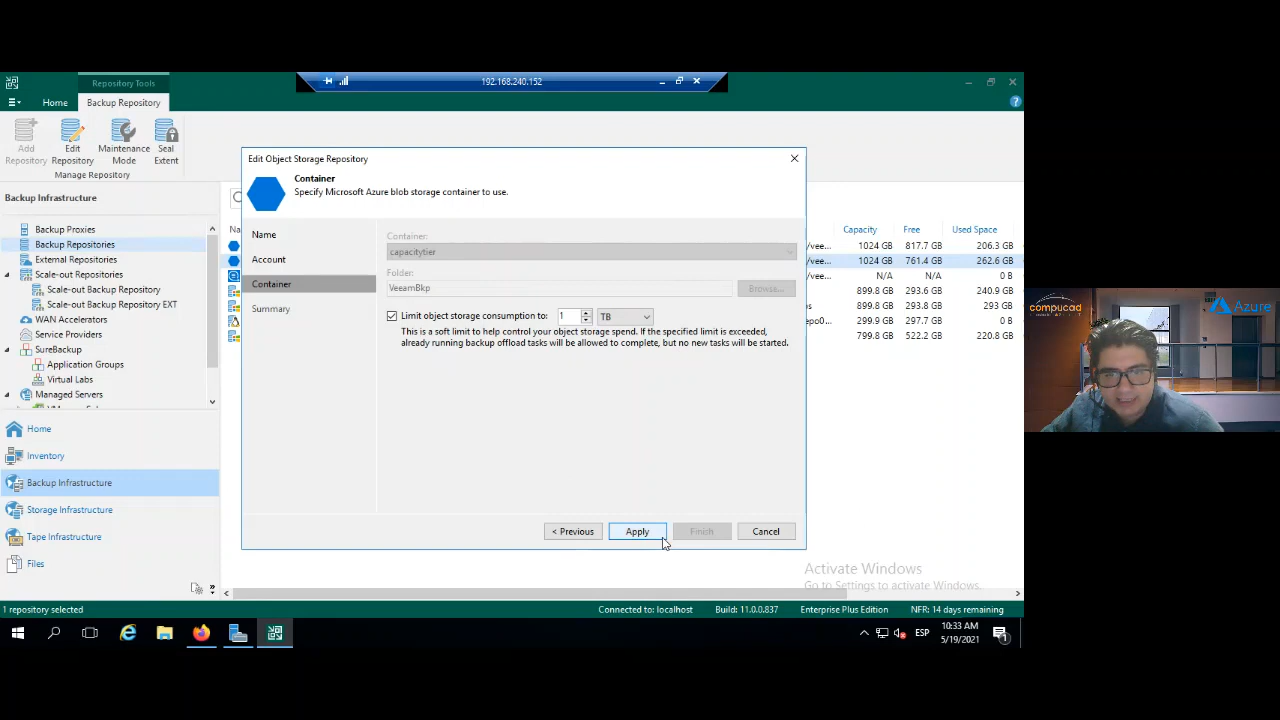 Repository Tools
192.168.240.152
Home
Backup Repository
Add Repository
Edit Repository
Maintenance Mode
Seal Extent
Manage Repository
Backup Infrastructure
Backup Proxies
Backup Repositories
External Repositories
Scale-out Repositories
Scale-out Backup Repository
Scale-out Backup Repository EXT
WAN Accelerators
Service Providers
SureBackup
Application Groups
Virtual Labs
Managed Servers
Home
Inventory
Backup Infrastructure
Storage Infrastructure
Tape Infrastructure
Files
Edit Object Storage Repository
Container
Specify Microsoft Azure blob storage container to use.
Name
Account
Container
Summary
Container:
capacitytier
Folder:
VeeamBkp
Browse...
Limit object storage consumption to: 1 TB
This is a soft limit to help control your object storage spend. If the specified limit is exceeded,
already running backup offload tasks will be allowed to complete, but no new tasks will be started.
< Previous
Apply
Finish
Cancel
Capacity Free Used Space
/vee... 1024 GB 817.7 GB 206.3 GB
/vee... 1024 GB 761.4 GB 262.6 GB
/vee... N/A N/A 0 B
899.8 GB 293.6 GB 240.9 GB
899.8 GB 293.6 GB 293 GB
299.8 GB 297.7 GB 0 B
799.8 GB 522.2 GB 220.8 GB
Activate Windows
Go to Settings to activate Windows.
1 repository selected
Connected to: localhost
Build: 11.0.0.837
Enterprise Plus Edition
NFR: 14 days remaining
ESP
10:33 AM
5/19/2021
compucad
Azure